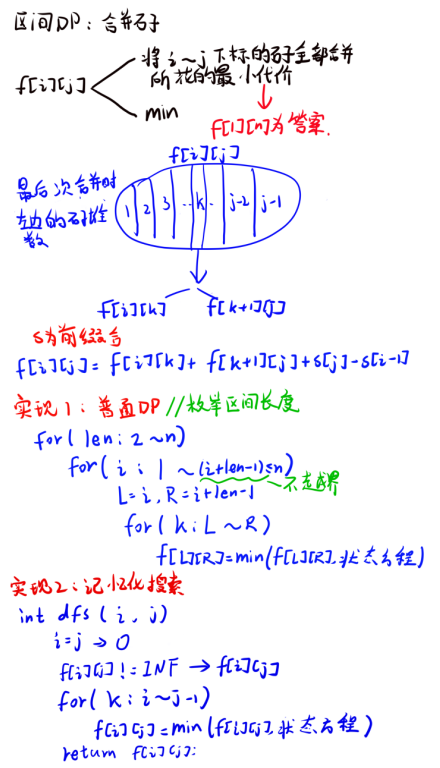 区间DP：合并石子
f[i][j]
将i~j下标的石子全部合并
所花的最小代价
min
f[1][n]为答案.
f[i][j]
最后一次合并时
左边的石子堆
数
1 2 3 ..k. j-2 j-1
f[i][k] f[k+1][j]
S为前缀和
f[i][j] = f[i][k] + f[k+1][j] + s[j] - s[i-1]
实现1：普通DP //枚举区间长度
for( len : 2 ~ n)
for( i : 1 ~ (i+len-1)≤n)
不超越界
L=i, R=i+len-1
for( k : L ~ R)
f[L][R]=min(f[L][R], 状态方程)
实现2：记忆化搜索
int dfs ( i, j)
i=j → 0
f[i][j] != INF → f[i][j]
for( k : i~j-1)
f[i][j] = min (f[i][j], 状态方程)
return f[i][j];